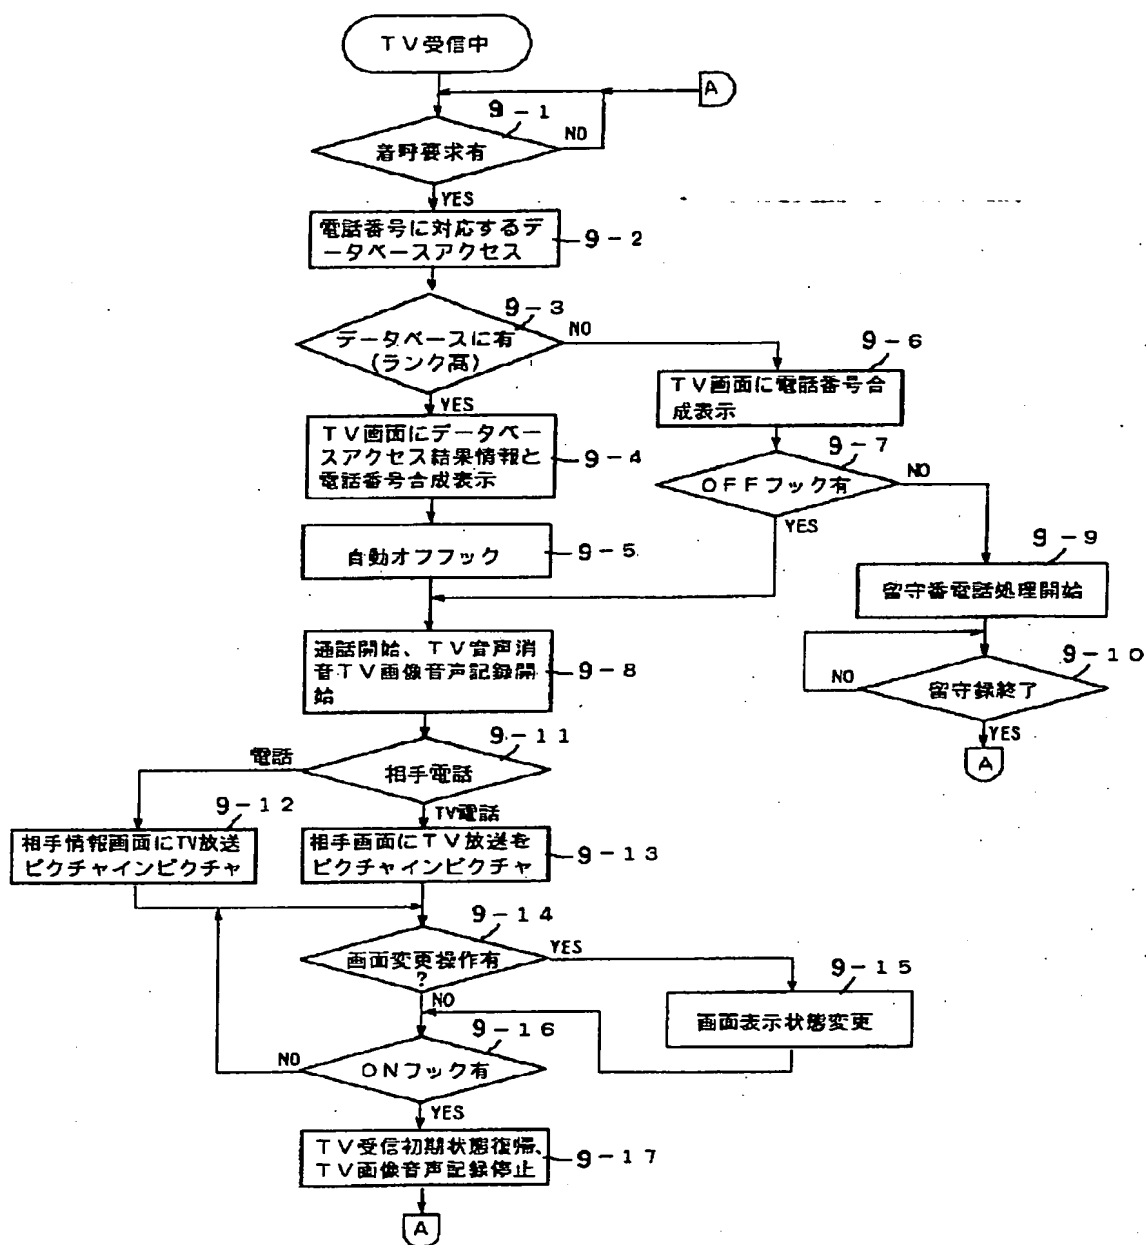 TV受信中
A
9-1
着呼要求有
NO
YES
電話番号に対応するデ
ータベースアクセス
9-2
9-3
データベースに有
(ランク高)
NO
YES
9-6
TV画面に電話番号合
成表示
TV画面にデータベー
スアクセス結果情報と
電話番号合成表示
9-4
9-7
OFFフック有
NO
YES
自動オフフック
9-5
9-9
留守番電話処理開始
通話開始、TV音声消
音TV画像音声記録開
始
9-8
9-10
留守録終了
NO
YES
A
9-11
相手電話
電話
TV電話
9-12
相手情報画面にTV放送
ピクチャインピクチャ
相手画面にTV放送を
ピクチャインピクチャ
9-13
9-14
画面変更操作有
?
YES
NO
9-15
画面表示状態変更
9-16
ONフック有
NO
YES
TV受信初期状態復帰、
TV画像音声記録停止
9-17
A